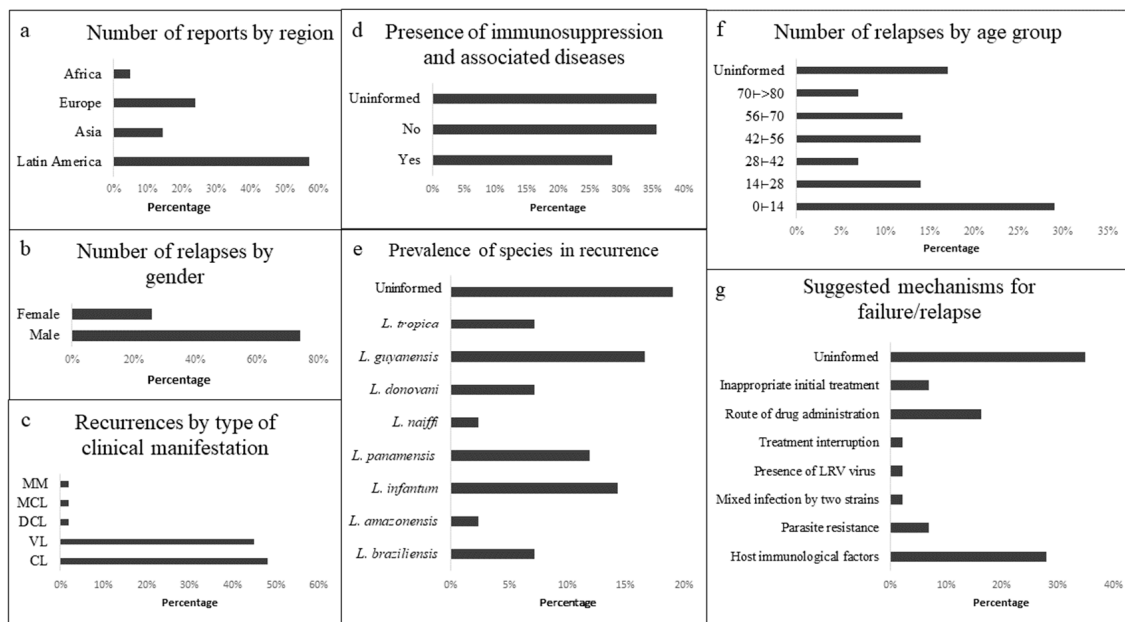 a
Number of reports by region
Africa
Europe
Asia
Latin America
0% 10% 20% 30% 40% 50% 60%
Percentage
b
Number of relapses by
gender
Female
Male
0% 20% 40% 60% 80%
Percentage
c
Recurrences by type of
clinical manifestation
MM
MCL
DCL
VL
CL
0% 10% 20% 30% 40% 50% 60%
Percentage
d
Presence of immunosuppression
and associated diseases
Uninformed
No
Yes
0% 5% 10% 15% 20% 25% 30% 35% 40%
Percentage
e
Prevalence of species in recurrence
Uninformed
L. tropica
L. guyanensis
L. donovani
L. naiffi
L. panamensis
L. infantum
L. amazonensis
L. braziliensis
0% 5% 10% 15% 20%
Percentage
f
Number of relapses by age group
Uninformed
70⊢>80
56⊢70
42⊢56
28⊢42
14⊢28
0⊢14
0% 5% 10% 15% 20% 25% 30% 35%
Percentage
g
Suggested mechanisms for
failure/relapse
Uninformed
Inappropriate initial treatment
Route of drug administration
Treatment interruption
Presence of LRV virus
Mixed infection by two strains
Parasite resistance
Host immunological factors
0% 10% 20% 30% 40%
Percentage